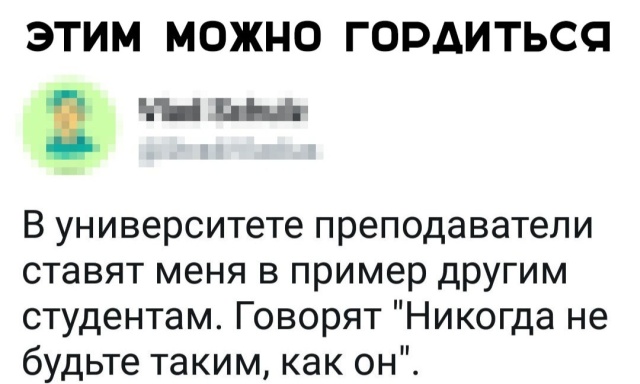 ЭТИМ МОЖНО ГОРДИТЬСЯ
В университете преподаватели
ставят меня в пример другим
студентам. Говорят "Никогда не
будьте таким, как он".